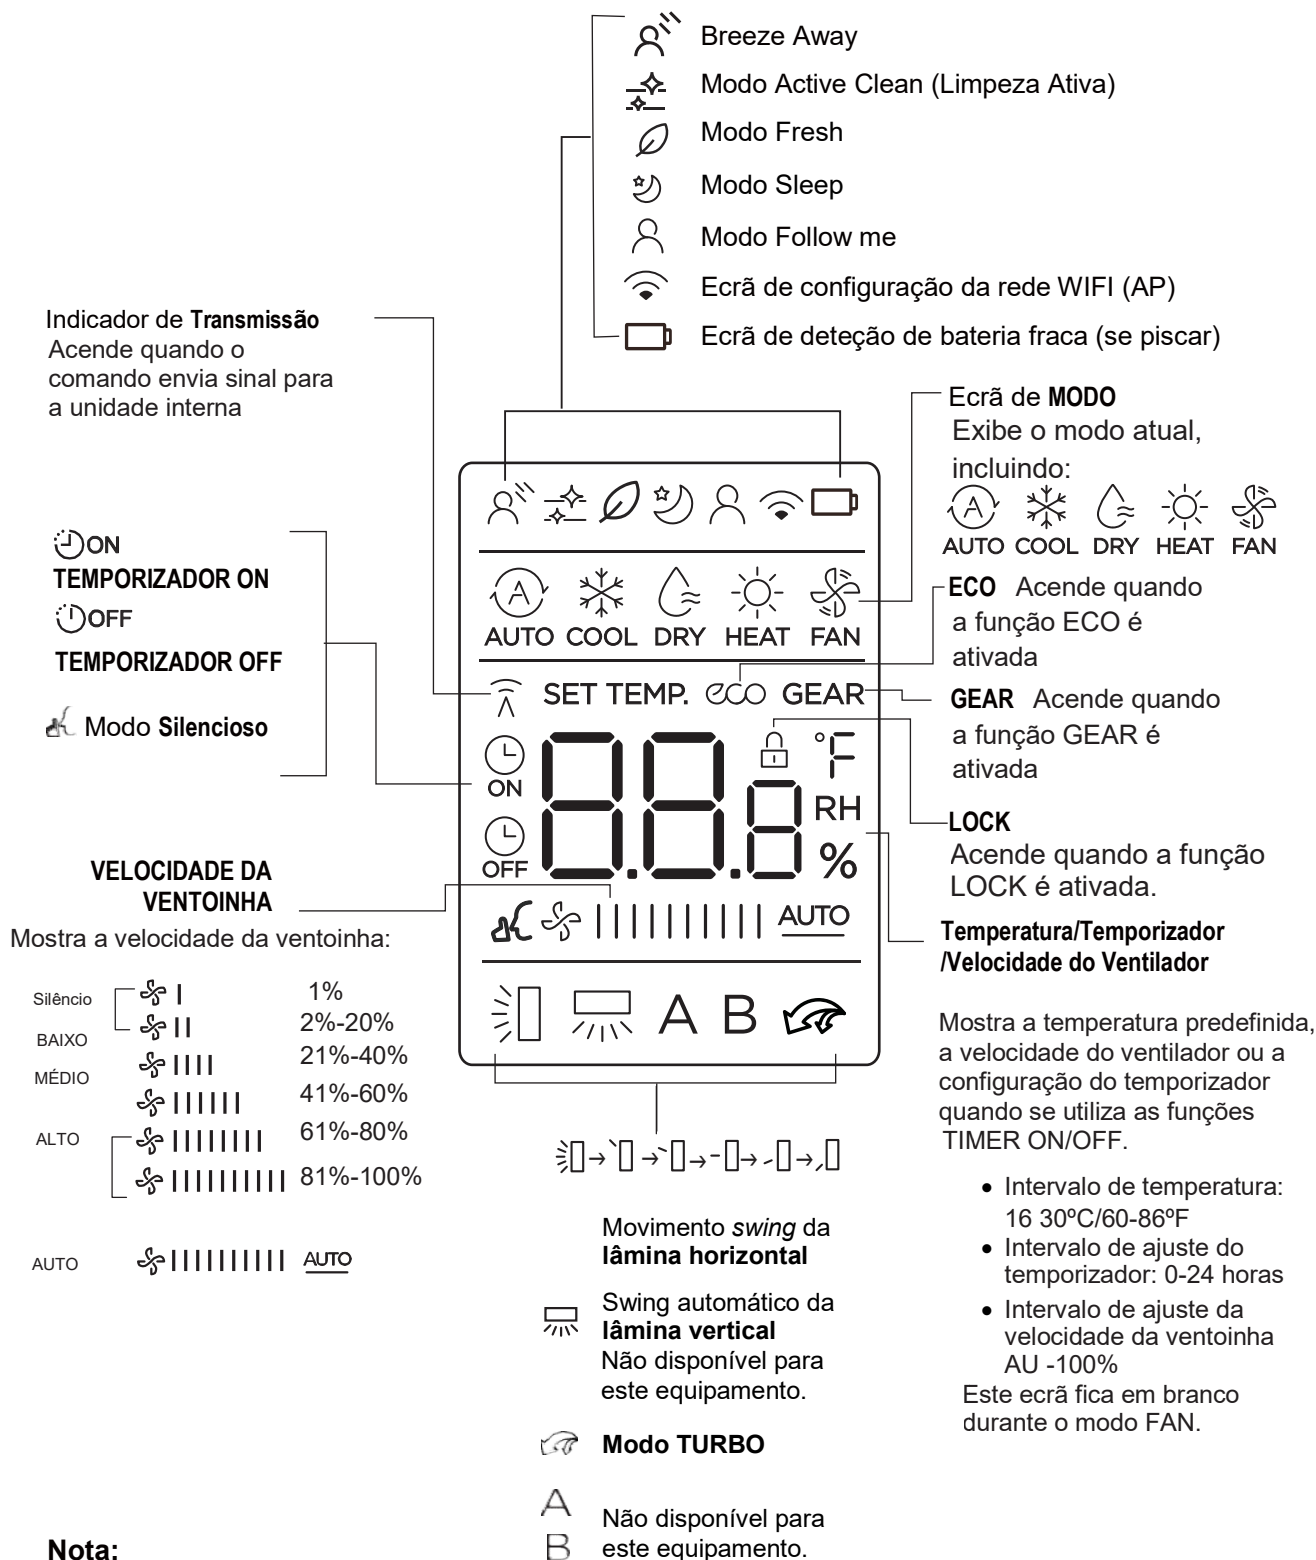 Breeze Away
Modo Active Clean (Limpeza Ativa)
Modo Fresh
Modo Sleep
Modo Follow me
Ecrã de configuração da rede WIFI (AP)
Ecrã de deteção de bateria fraca (se piscar)
Indicador de Transmissão
Acende quando o
comando envia sinal para
a unidade interna
ON
TEMPORIZADOR ON
OFF
TEMPORIZADOR OFF
Modo Silencioso
VELOCIDADE DA
VENTOINHA
Mostra a velocidade da ventoinha:
Silêncio 1%
2%-20%
BAIXO
21%-40%
MÉDIO
41%-60%
ALTO 61%-80%
81%-100%
AUTO AUTO
A
AUTO COOL DRY HEAT FAN
SET TEMP. eco GEAR
ON
88.8 °F
RH
OFF
%
AUTO
A B
Movimento swing da
lâmina horizontal
Swing automático da
lâmina vertical
Não disponível para
este equipamento.
Modo TURBO
A
B
Não disponível para
este equipamento.
Ecrã de MODO
Exibe o modo atual,
incluindo:
A
AUTO COOL DRY HEAT FAN
ECO Acende quando
a função ECO é
ativada
GEAR Acende quando
a função GEAR é
ativada
LOCK
Acende quando a função
LOCK é ativada.
Temperatura/Temporizador
/Velocidade do Ventilador
Mostra a temperatura predefinida,
a velocidade do ventilador ou a
configuração do temporizador
quando se utiliza as funções
TIMER ON/OFF.
• Intervalo de temperatura:
16 30ºC/60-86ºF
• Intervalo de ajuste do
temporizador: 0-24 horas
• Intervalo de ajuste da
velocidade da ventoinha
AU -100%
Este ecrã fica em branco
durante o modo FAN.
Nota: